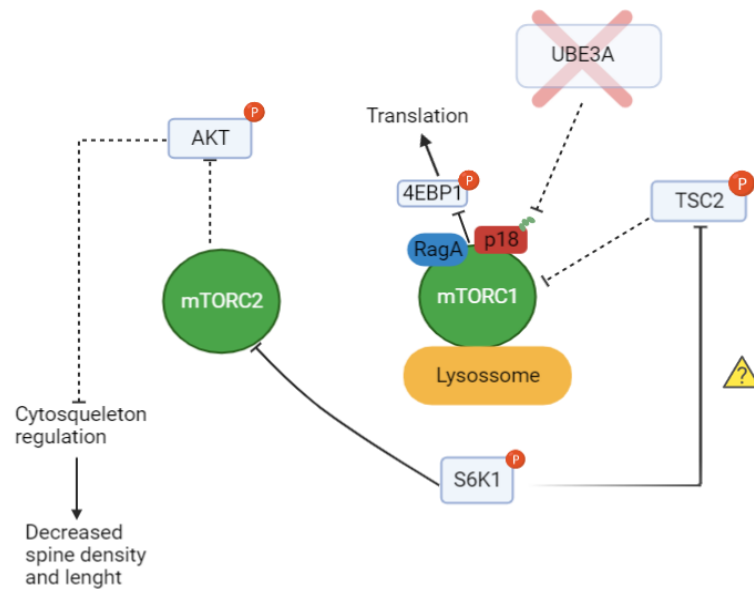 UBE3A
Translation
P
AKT
P
4EBP1
P
TSC2
p18
RagA
mTORC2
mTORC1
?
Lysossome
Cytosqueleton
regulation
P
S6K1
Decreased
spine density
and lenght